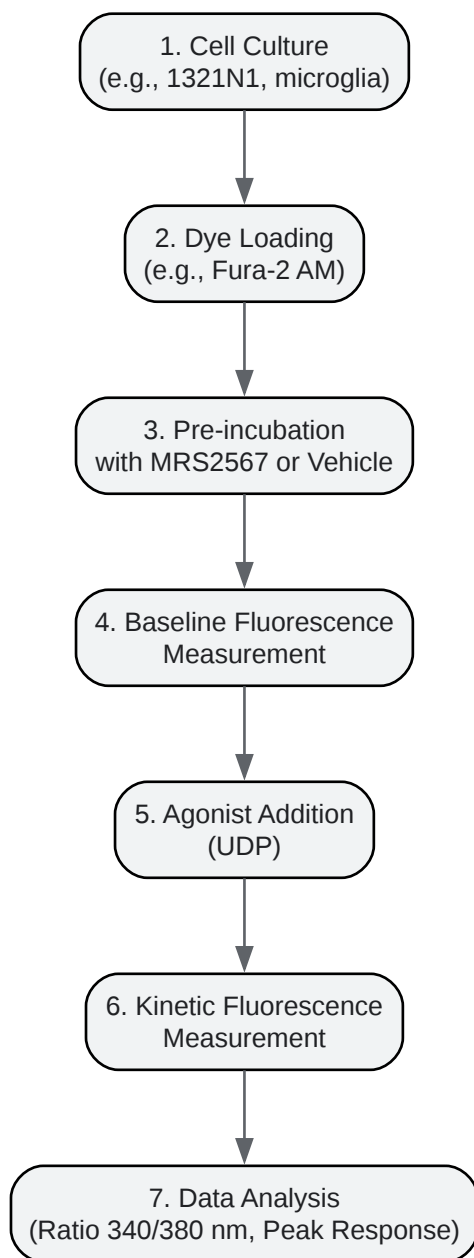 1. Cell Culture
(e.g., 1321N1, microglia)
2. Dye Loading
(e.g., Fura-2 AM)
3. Pre-incubation
with MRS2567 or Vehicle
4. Baseline Fluorescence
Measurement
5. Agonist Addition
(UDP)
6. Kinetic Fluorescence
Measurement
7. Data Analysis
(Ratio 340/380 nm, Peak Response)